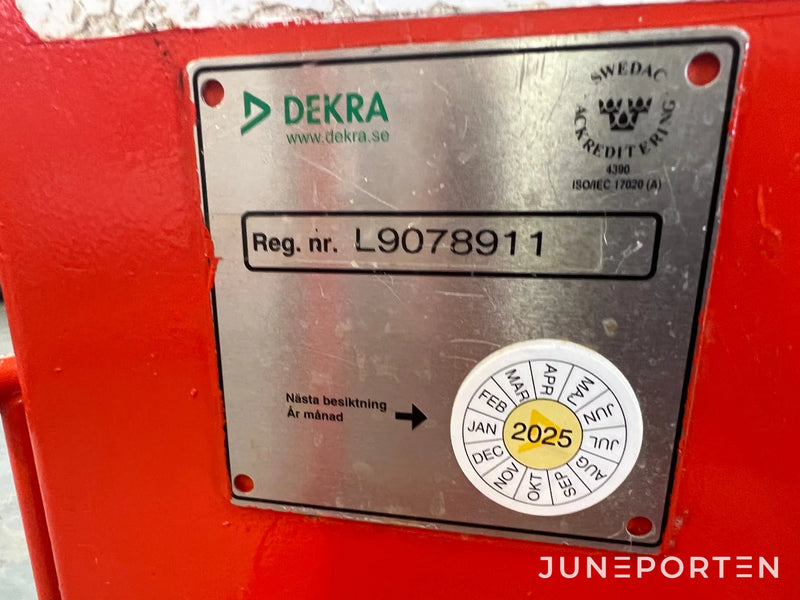 DEKRA
www.dekra.se
SWEDAC
ACKREDITERING
4390
ISO/IEC 17020 (A)
Reg. nr. L9078911
Nästa besiktning
År månad
JAN FEB MAR APR MAJ JUN JUL AUG SEP OKT NOV DEC
2025
JUNEPORTEN